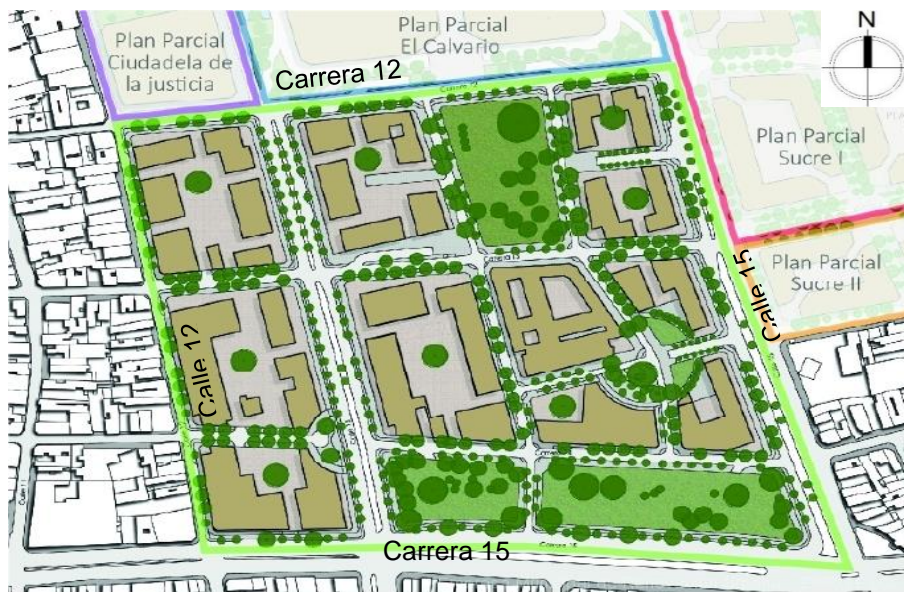 Plan Parcial
Ciudadela de
la justicia
Plan Parcial
El Calvario
N
Carrera 12
Plan Parcial
Sucre I
Plan Parcial
Sucre II
Calle 15
Calle 12
Carrera 15